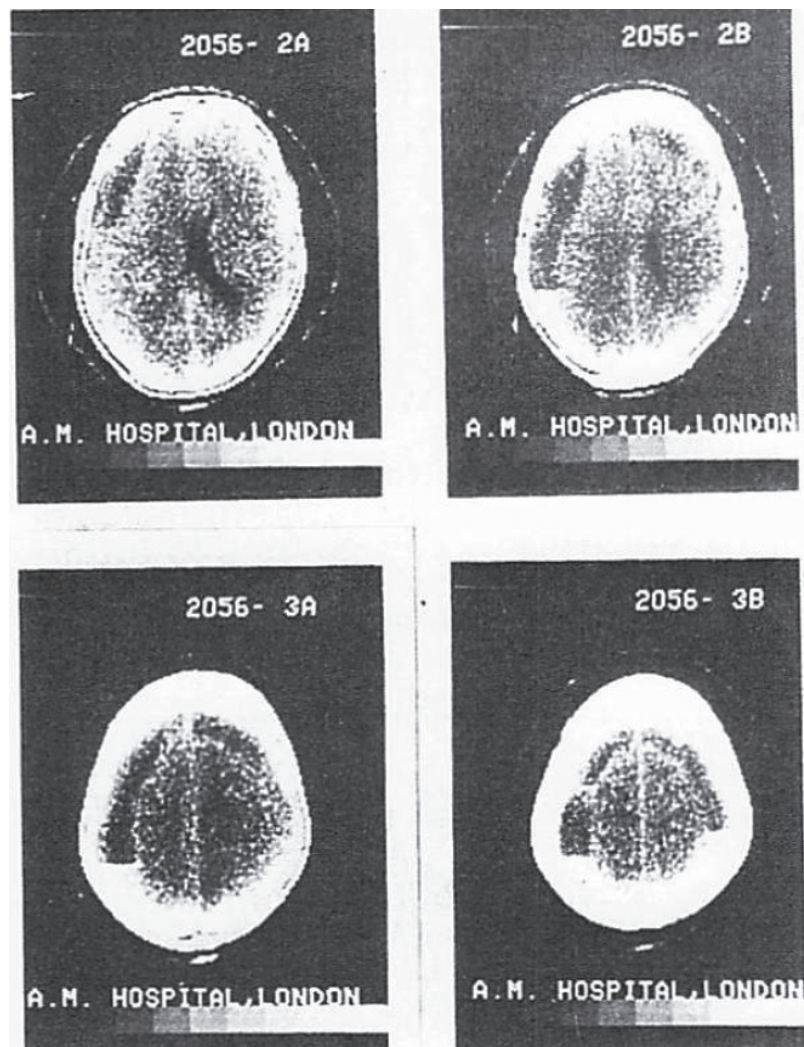 2056- 2A
A.M. HOSPITAL,LONDON
2056- 2B
A.M. HOSPITAL,LONDON
2056- 3A
A.M. HOSPITAL,LONDON
2056- 3B
A.M. HOSPITAL,LONDON